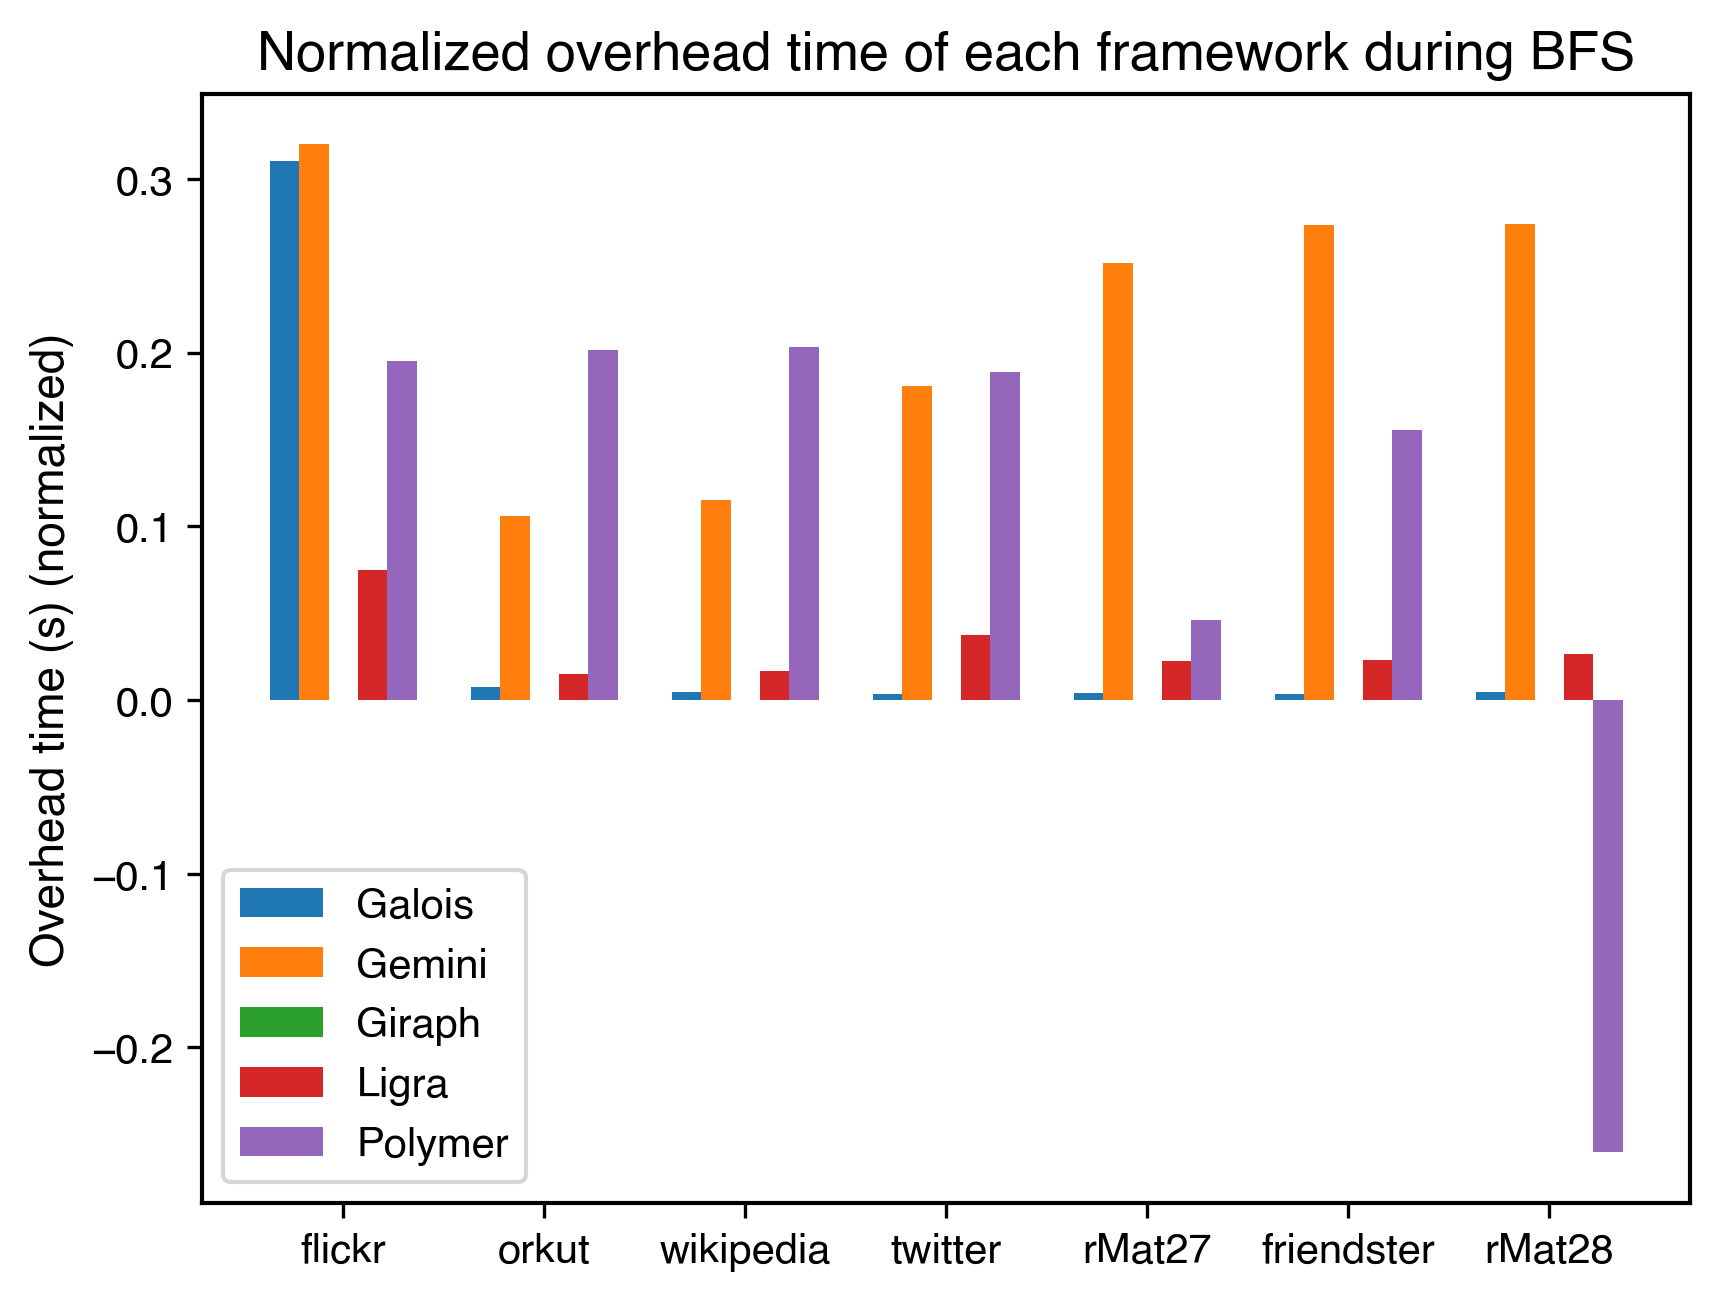 Normalized overhead time of each framework during BFS
Overhead time (s) (normalized)
0.3
0.2
0.1
0.0
−0.1
−0.2
Galois
Gemini
Giraph
Ligra
Polymer
flickr orkut wikipedia twitter rMat27 friendster rMat28